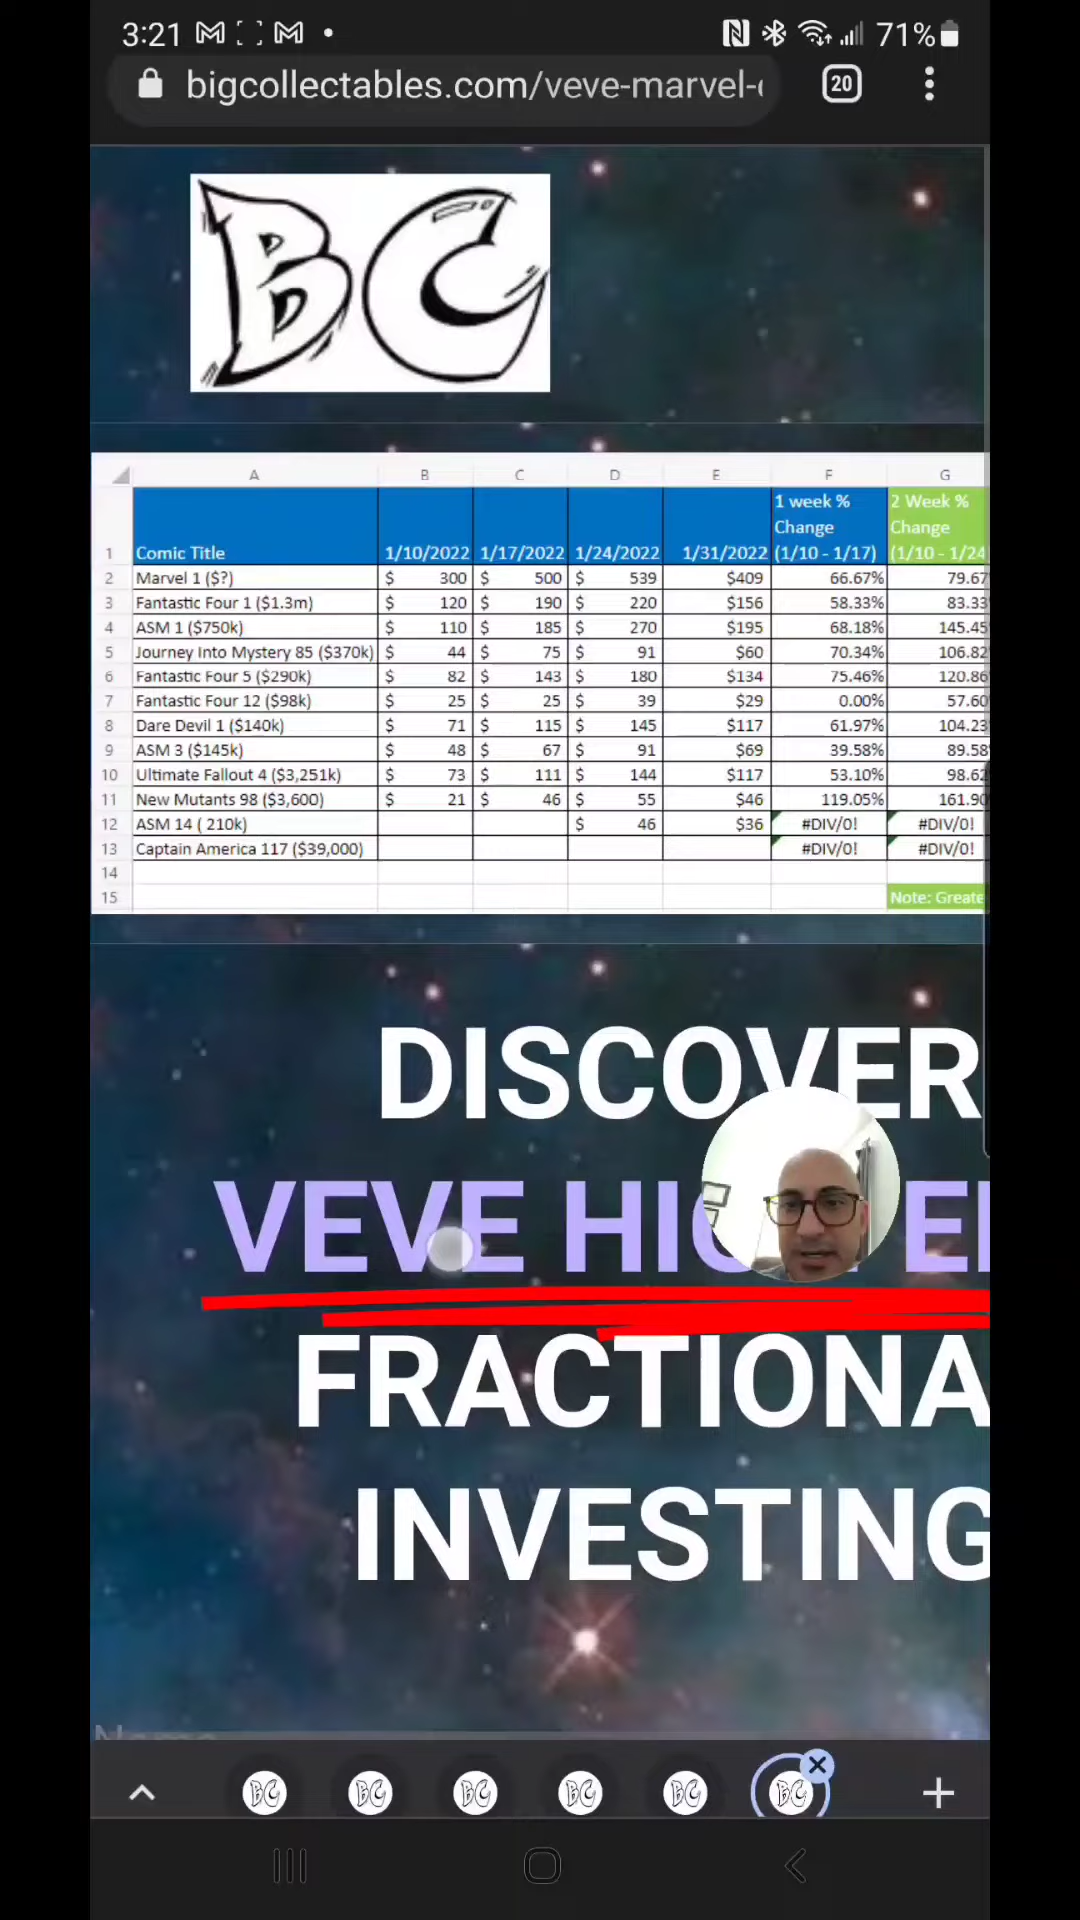 3:21 71%
bigcollectables.com/veve-marvel- 20
BC
A B C D E F G
1 Comic Title 1/10/2022 1/17/2022 1/24/2022 1/31/2022 1 week % Change (1/10 - 1/17) 2 Week % Change (1/10 - 1/24
2 Marvel 1 ($?) $ 300 $ 500 $ 539 $409 66.67% 79.67
3 Fantastic Four 1 ($1.3m) $ 120 $ 190 $ 220 $156 58.33% 83.33
4 ASM 1 ($750k) $ 110 $ 185 $ 270 $195 68.18% 145.45
5 Journey Into Mystery 85 ($370k) $ 44 $ 75 $ 91 $60 70.34% 106.82
6 Fantastic Four 5 ($290k) $ 82 $ 143 $ 180 $134 75.46% 120.86
7 Fantastic Four 12 ($98k) $ 25 $ 25 $ 39 $29 0.00% 57.60
8 Dare Devil 1 ($140k) $ 71 $ 115 $ 145 $117 61.97% 104.23
9 ASM 3 ($145k) $ 48 $ 67 $ 91 $69 39.58% 89.58
10 Ultimate Fallout 4 ($3,251k) $ 73 $ 111 $ 144 $117 53.10% 98.62
11 New Mutants 98 ($3,600) $ 21 $ 46 $ 55 $46 119.05% 161.90
12 ASM 14 ( 210k) $ 46 $36 #DIV/0! #DIV/0!
13 Captain America 117 ($39,000) #DIV/0! #DIV/0!
14
15 Note: Greate
DISCOVER
VEVE
FRACTIONA
INVESTING
BC BC BC BC BC BC